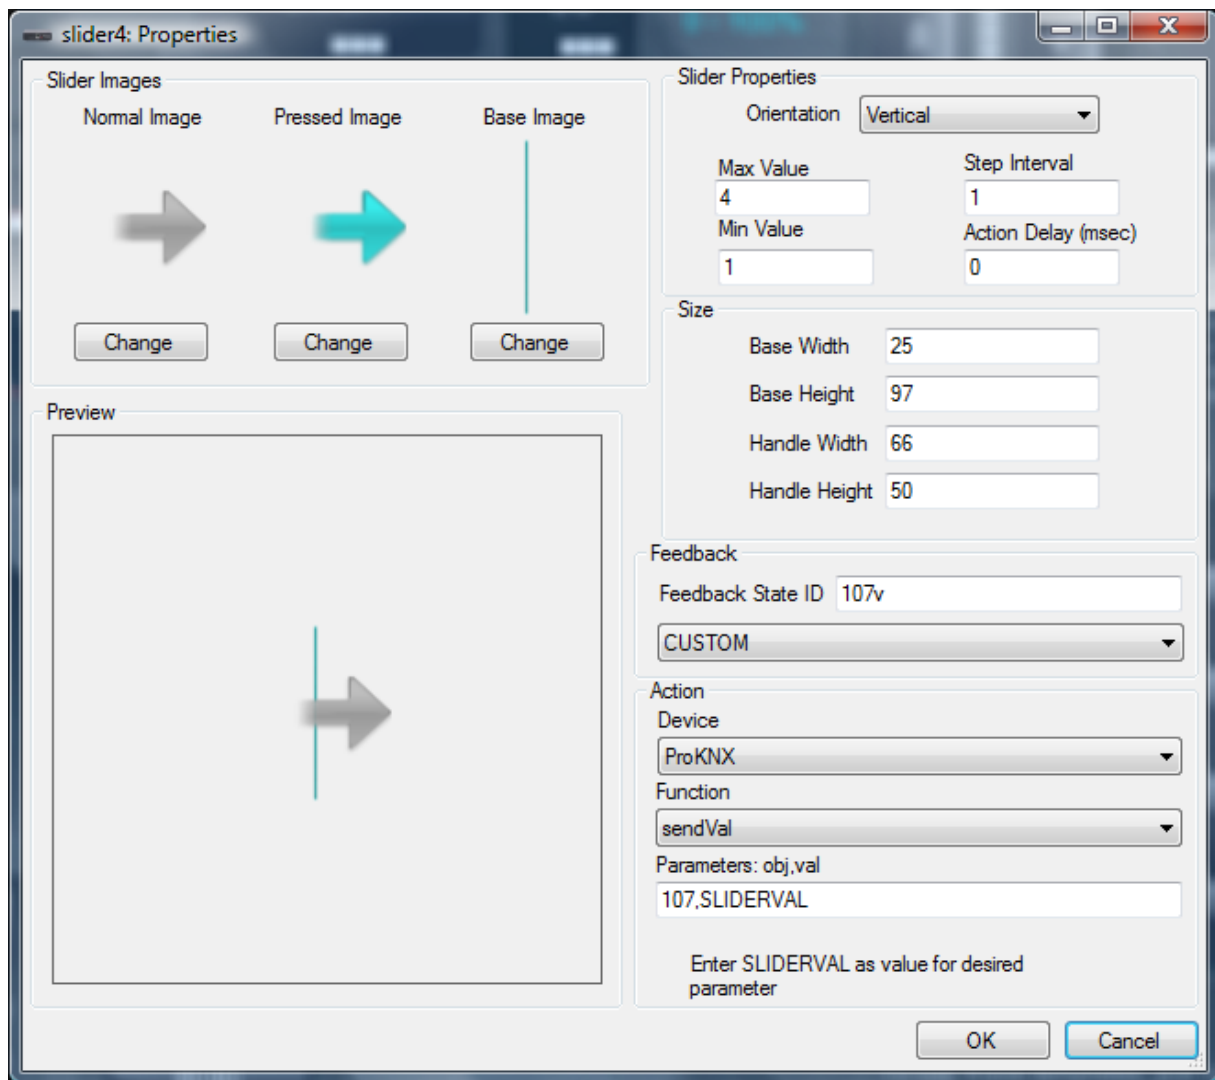 slider4: Properties
Slider Images
Normal Image
Pressed Image
Base Image
Change
Change
Change
Preview
Slider Properties
Orientation
Vertical
Max Value
Step Interval
4
1
Min Value
Action Delay (msec)
1
0
Size
Base Width
25
Base Height
97
Handle Width
66
Handle Height
50
Feedback
Feedback State ID
107v
CUSTOM
Action
Device
ProKNX
Function
sendVal
Parameters: obj,val
107,SLIDERVAL
Enter SLIDERVAL as value for desired
parameter
OK
Cancel